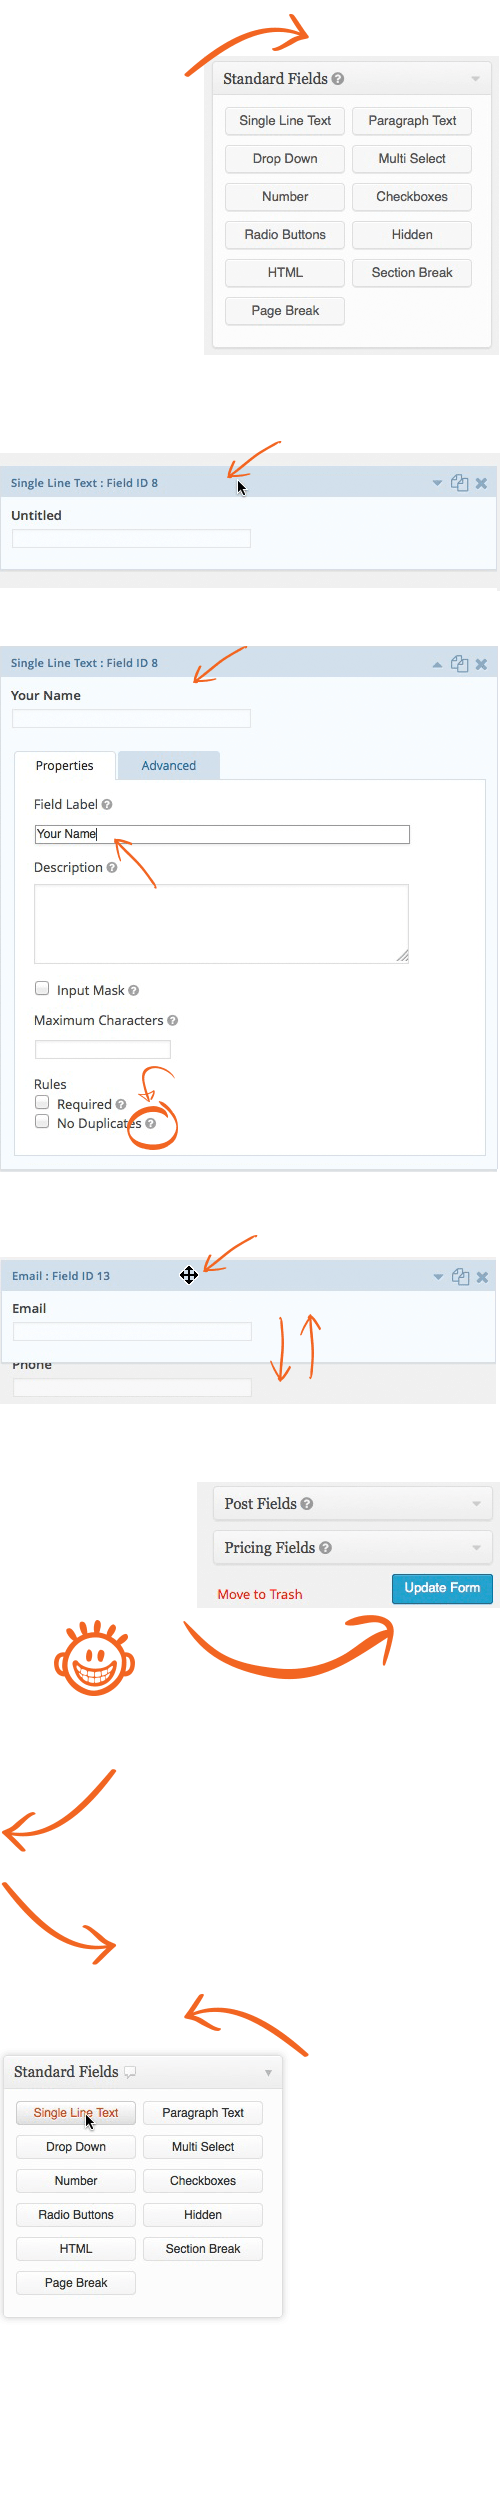 Standard Fields
Single Line Text
Paragraph Text
Drop Down
Multi Select
Number
Checkboxes
Radio Buttons
Hidden
HTML
Section Break
Page Break
Single Line Text : Field ID 8
Untitled
Single Line Text : Field ID 8
Your Name
Properties
Advanced
Field Label
Your Name
Description
Input Mask
Maximum Characters
Rules
Required
No Duplicates
Email : Field ID 13
Email
Phone
Post Fields
Pricing Fields
Move to Trash
Update Form
Standard Fields
Single Line Text
Paragraph Text
Drop Down
Multi Select
Number
Checkboxes
Radio Buttons
Hidden
HTML
Section Break
Page Break